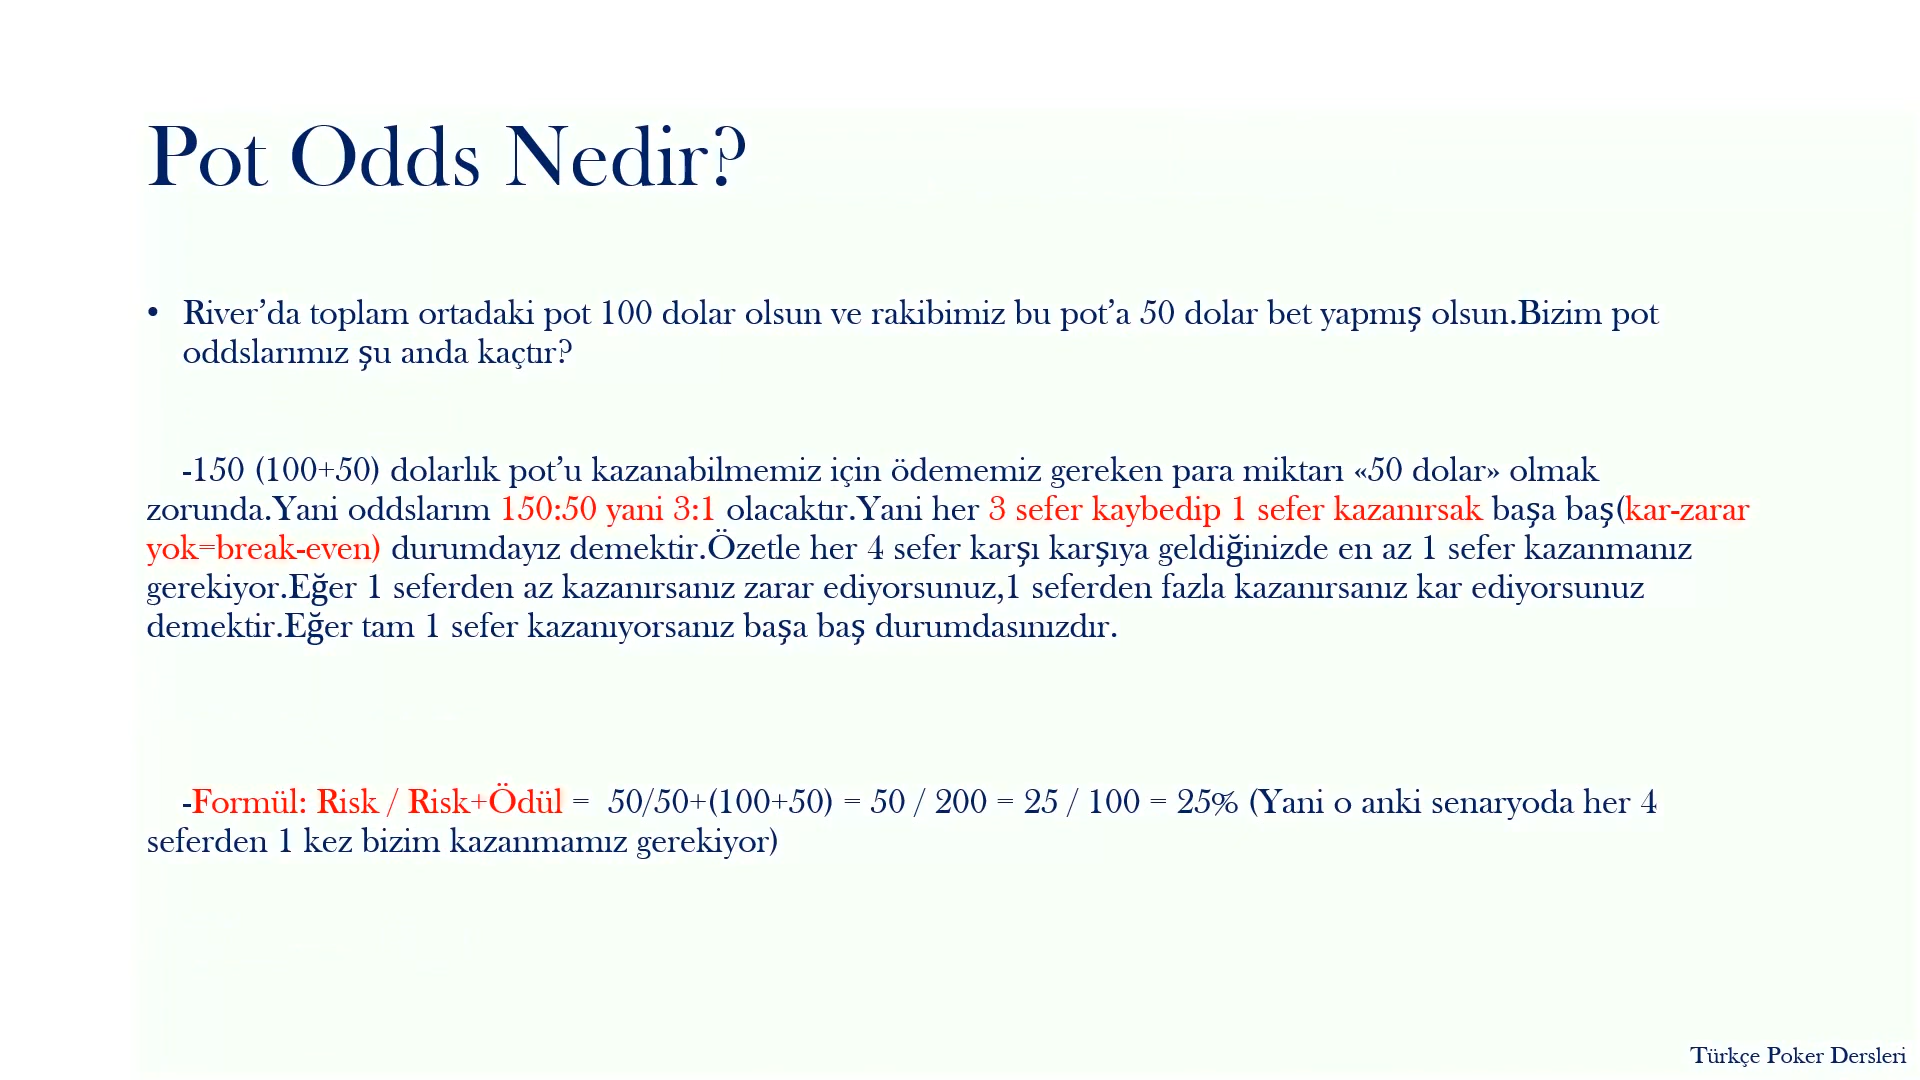 Pot Odds Nedir?
• River’da toplam ortadaki pot 100 dolar olsun ve rakibimiz bu pot’a 50 dolar bet yapmış olsun.Bizim pot
oddslarımız şu anda kaçtır?
-150 (100+50) dolarlık pot’u kazanabilmemiz için ödememiz gereken para miktarı «50 dolar» olmak
zorunda.Yani oddslarım 150:50 yani 3:1 olacaktır.Yani her 3 sefer kaybedip 1 sefer kazanırsak başa baş(kar-zarar
yok=break-even) durumdayız demektir.Özetle her 4 sefer karşı karşıya geldiğinizde en az 1 sefer kazanmanız
gerekiyor.Eğer 1 seferden az kazanırsanız zarar ediyorsunuz,1 seferden fazla kazanırsanız kar ediyorsunuz
demektir.Eğer tam 1 sefer kazanıyorsanız başa baş durumdasınızdır.
-Formül: Risk / Risk+Ödül = 50/50+(100+50) = 50 / 200 = 25 / 100 = 25% (Yani o anki senaryoda her 4
seferden 1 kez bizim kazanmamız gerekiyor)
Türkçe Poker Dersleri